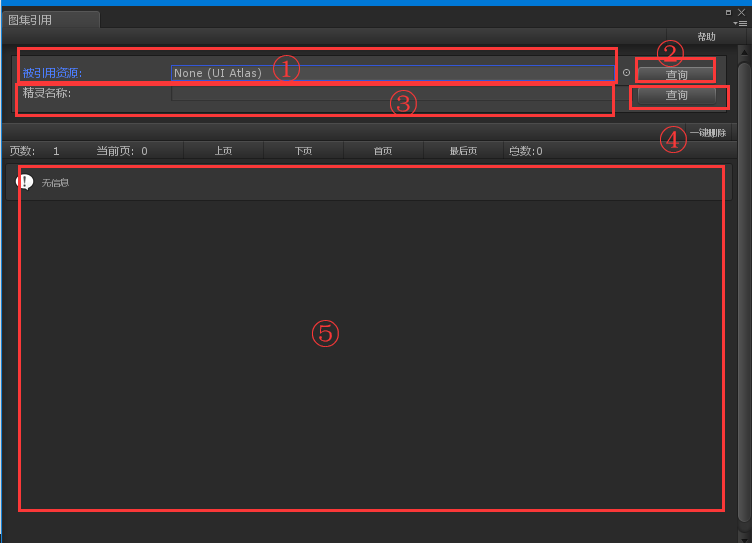 图集引用
帮助
被引用资源: None (UI Atlas) ① ② 查询
精灵名称: ③ 查询
④ 一键删除
页数: 1 当前页: 0 上页 下页 首页 最后页 总数:0
无信息
⑤